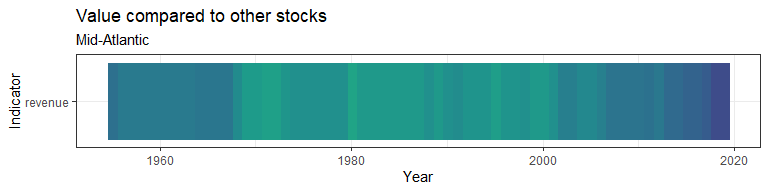 Value compared to other stocks
Mid-Atlantic
Indicator
revenue
1960 1980 2000 2020
Year